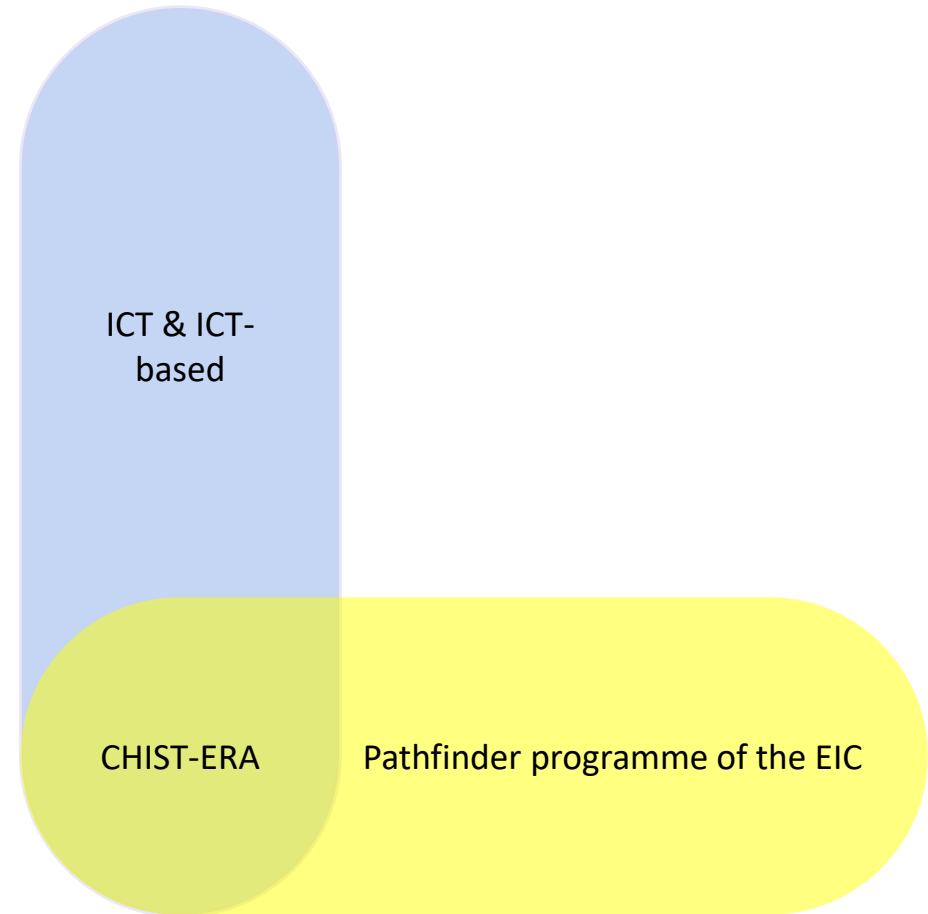 ICT & ICT-
based
CHIST-ERA
Pathfinder programme of the EIC